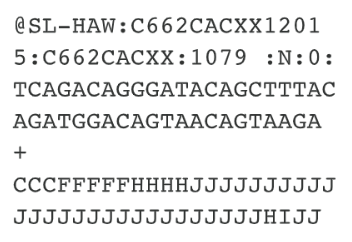 @SL-HAW:C662CACXX1201
5:C662CACXX:1079 :N:0:
TCAGACAGGGATACAGCTTTAC
AGATGGACAGTAACAGTAAGA
+
CCCFFFFFHHHHJJJJJJJJJJ
JJJJJJJJJJJJJJJJJHIJJ